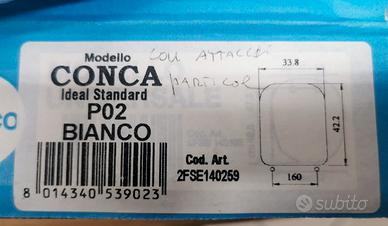 Modello
CONCA
Ideal Standard
P02
BIANCO
CON ATTACCHI
PARTICOL
33.8
42.2
160
Cod. Art.
2FSE140259
8 014340 539023
subito